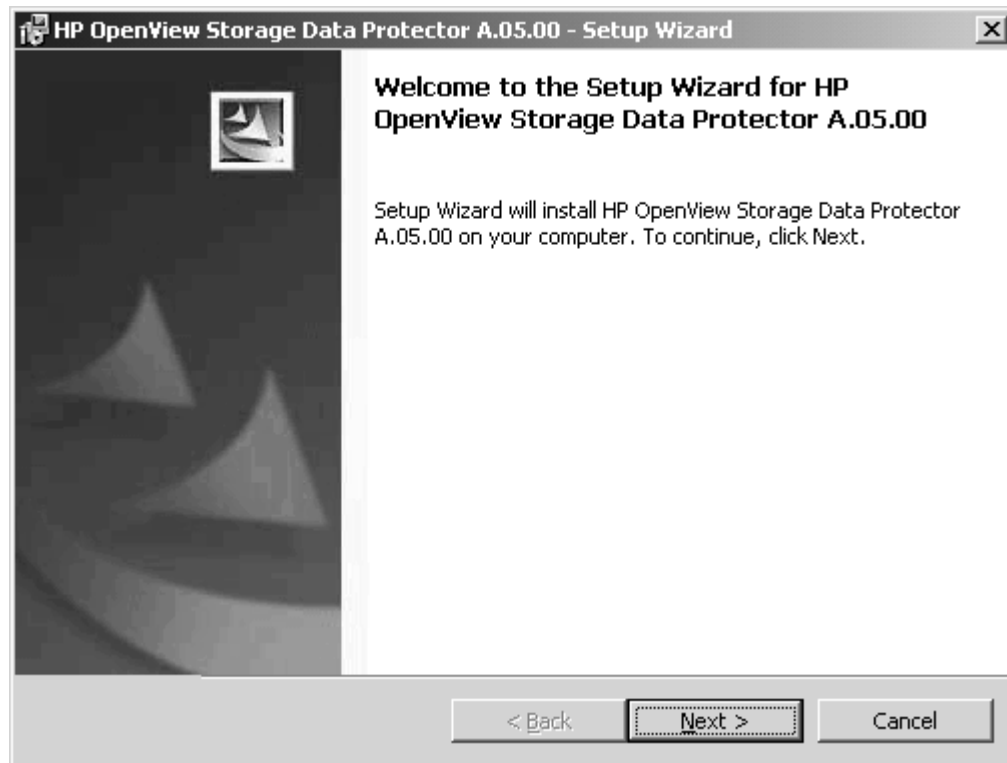 HP OpenView Storage Data Protector A.05.00 - Setup Wizard
Welcome to the Setup Wizard for HP
OpenView Storage Data Protector A.05.00
Setup Wizard will install HP OpenView Storage Data Protector
A.05.00 on your computer. To continue, click Next.
< Back
Next >
Cancel